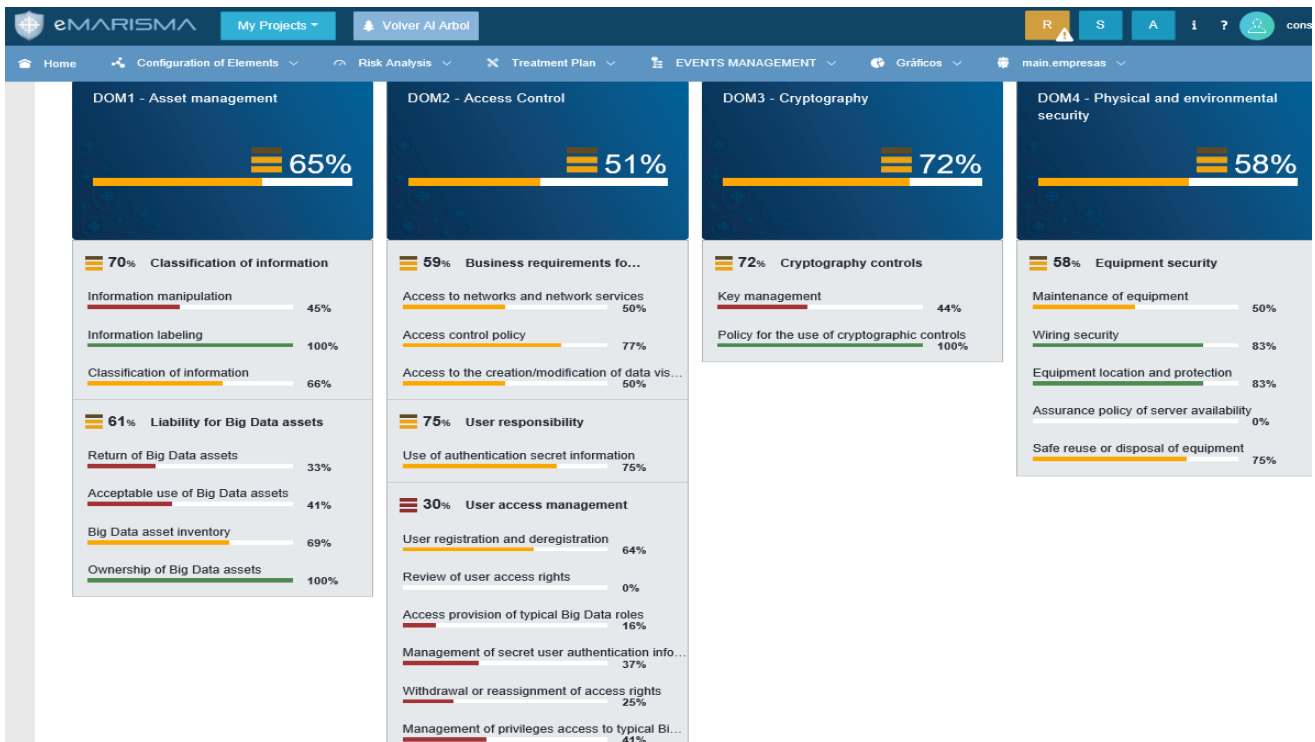 eMARISMA
My Projects
Volver Al Arbol
R
S
A
i
?
cons
Home
Configuration of Elements
Risk Analysis
Treatment Plan
EVENTS MANAGEMENT
Gráficos
main.empresas
DOM1 - Asset management
65%
70% Classification of information
Information manipulation
45%
Information labeling
100%
Classification of information
66%
61% Liability for Big Data assets
Return of Big Data assets
33%
Acceptable use of Big Data assets
41%
Big Data asset inventory
69%
Ownership of Big Data assets
100%
DOM2 - Access Control
51%
59% Business requirements fo...
Access to networks and network services
50%
Access control policy
77%
Access to the creation/modification of data vis...
50%
75% User responsibility
Use of authentication secret information
75%
30% User access management
User registration and deregistration
64%
Review of user access rights
0%
Access provision of typical Big Data roles
16%
Management of secret user authentication info...
37%
Withdrawal or reassignment of access rights
25%
Management of privileges access to typical Bi...
41%
DOM3 - Cryptography
72%
72% Cryptography controls
Key management
44%
Policy for the use of cryptographic controls
100%
DOM4 - Physical and environmental
security
58%
58% Equipment security
Maintenance of equipment
50%
Wiring security
83%
Equipment location and protection
83%
Assurance policy of server availability
0%
Safe reuse or disposal of equipment
75%